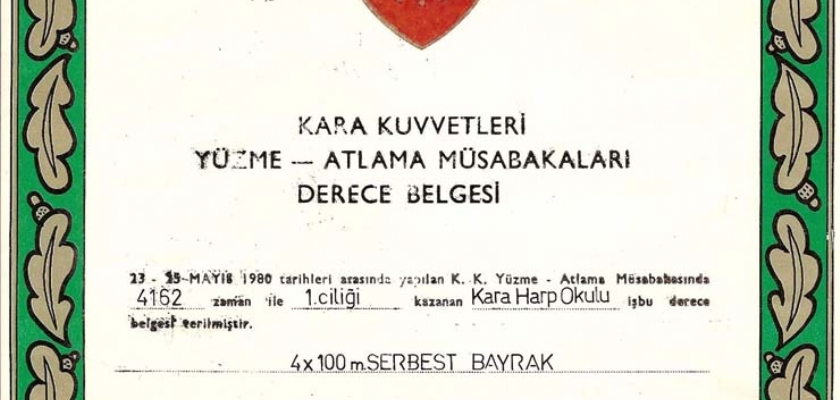 KARA KUVVETLERİ
YÜZME — ATLAMA MÜSABAKALARI
DERECE BELGESİ
23 - 25 MAYIS 1980 tarihleri arasında yapılan K. K. Yüzme - Atlama Müsabakasında
4162 zaman ile 1.ciliği kazanan Kara Harp Okulu işbu derece
belgesi verilmiştir.
4x100 m.SERBEST BAYRAK